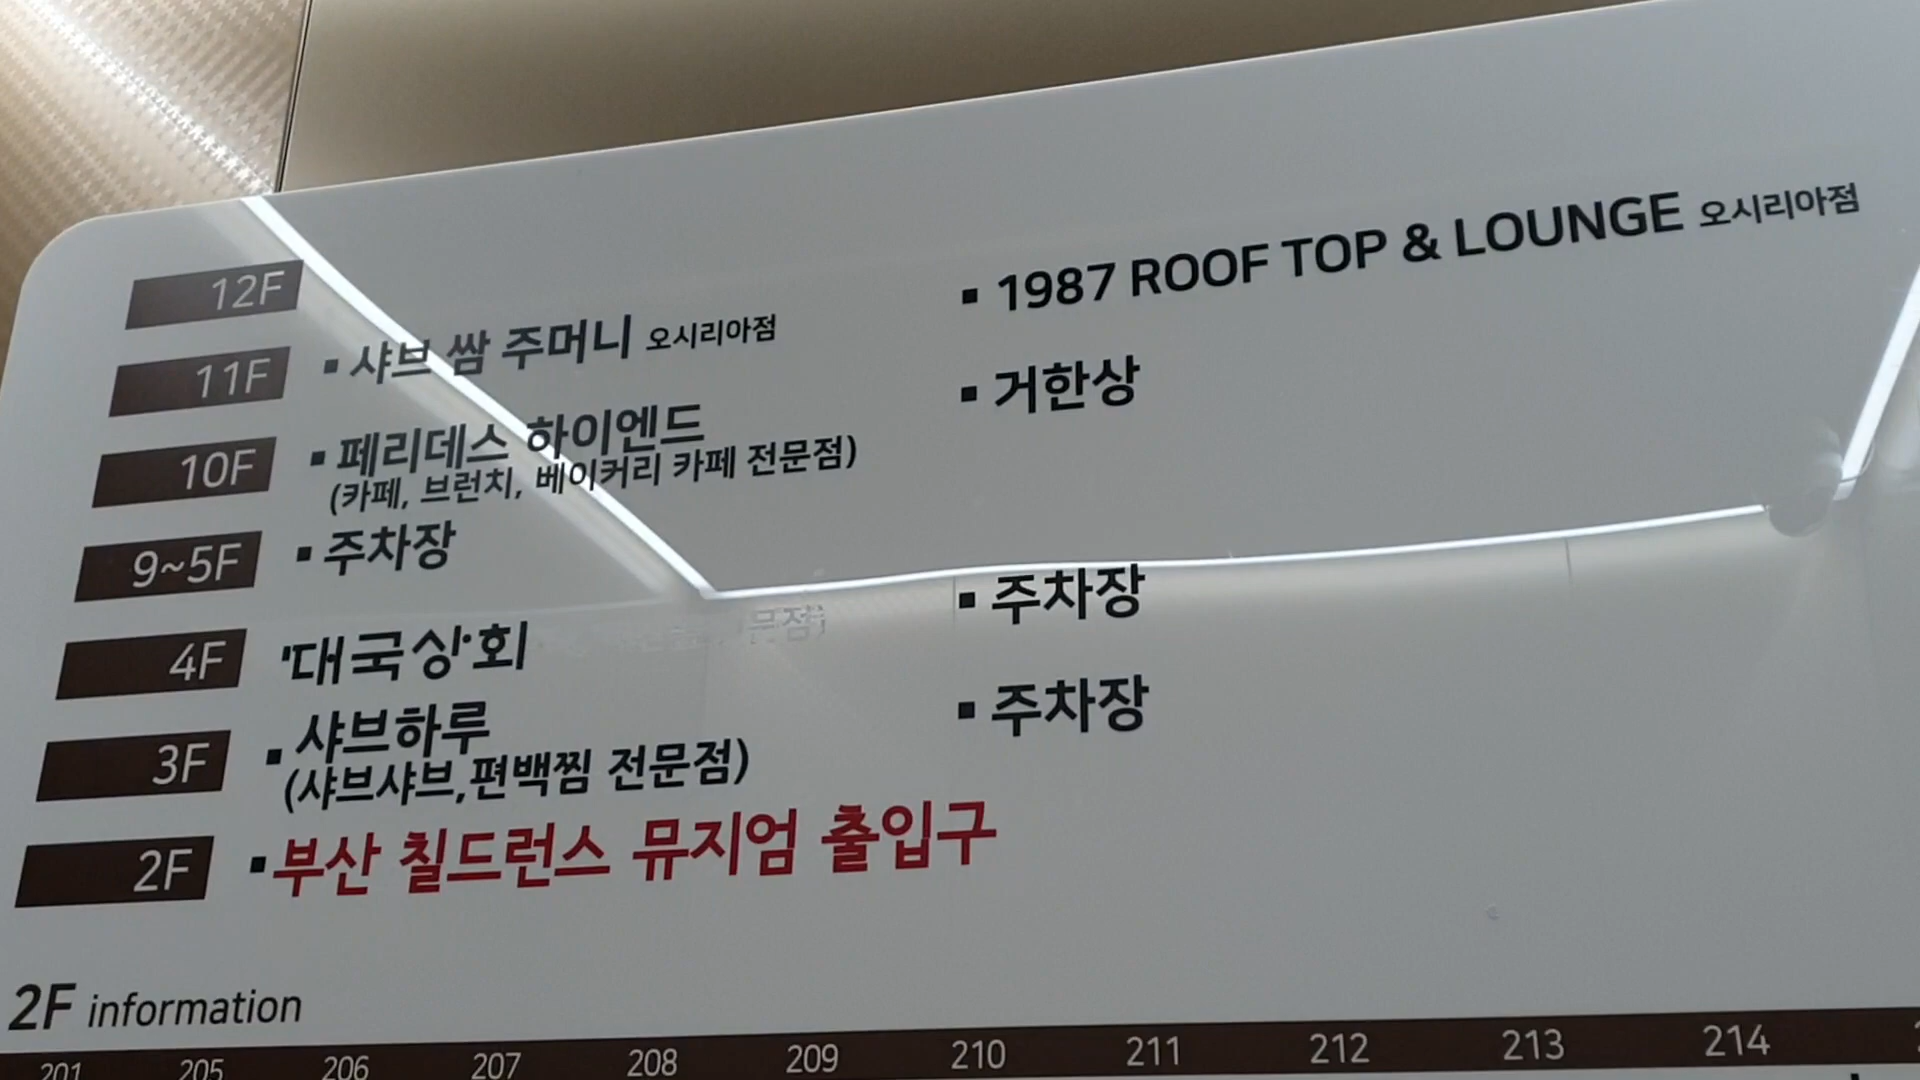 12F
▪ 1987 ROOF TOP & LOUNGE 오시리아점
11F ▪ 샤브 쌈 주머니 오시리아점
▪ 거한상
10F ▪ 페리데스 하이엔드
(카페, 브런치, 베이커리 카페 전문점)
9~5F ▪ 주차장
4F 대국상회
▪ 주차장
3F ▪ 샤브하루
(샤브샤브,편백찜 전문점)
▪ 주차장
2F ▪ 부산 칠드런스 뮤지엄 출입구
2F information
201 205 206 207 208 209 210 211 212 213 214